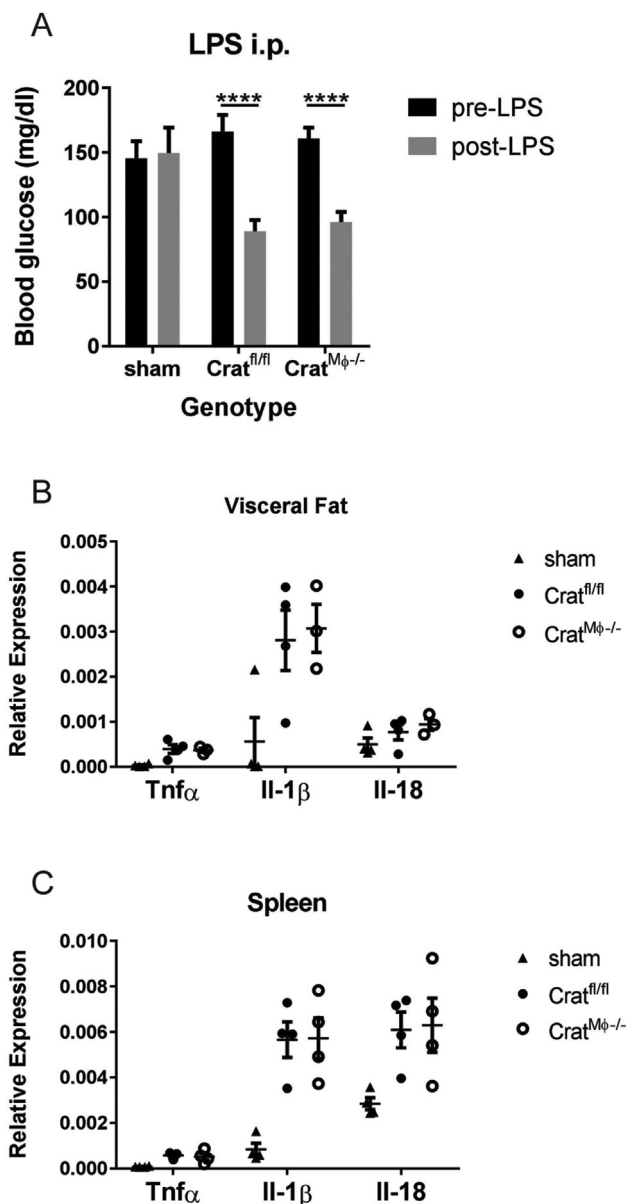 A
LPS i.p.
Blood glucose (mg/dl)
200
150
100
50
0
**** ****
pre-LPS
post-LPS
sham Crat^fl/fl Crat^Mϕ-/-
Genotype
B
Visceral Fat
Relative Expression
0.005
0.004
0.003
0.002
0.001
0.000
sham
Crat^fl/fl
Crat^Mϕ-/-
Tnfα Il-1β Il-18
C
Spleen
Relative Expression
0.010
0.008
0.006
0.004
0.002
0.000
sham
Crat^fl/fl
Crat^Mϕ-/-
Tnfα Il-1β Il-18